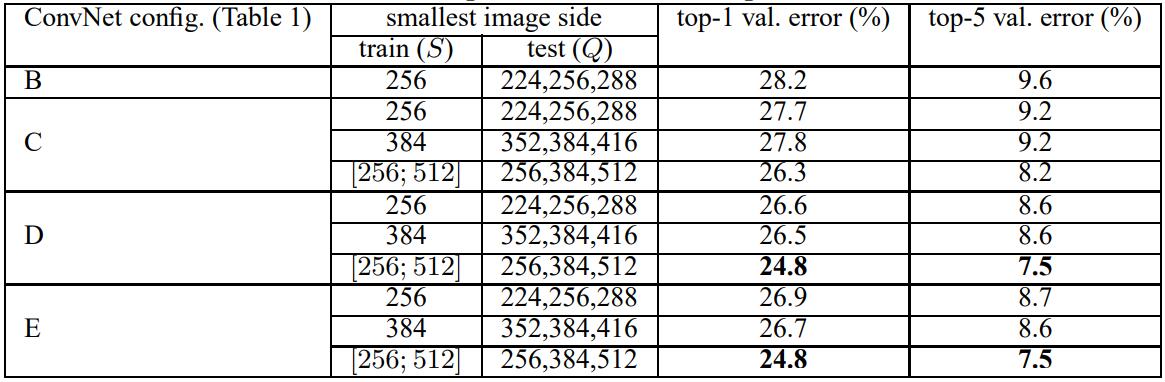 ConvNet config. (Table 1) smallest image side top-1 val. error (%) top-5 val. error (%)
train (S) test (Q)
B 256 224,256,288 28.2 9.6
256 224,256,288 27.7 9.2
C 384 352,384,416 27.8 9.2
[256; 512] 256,384,512 26.3 8.2
256 224,256,288 26.6 8.6
D 384 352,384,416 26.5 8.6
[256; 512] 256,384,512 24.8 7.5
256 224,256,288 26.9 8.7
E 384 352,384,416 26.7 8.6
[256; 512] 256,384,512 24.8 7.5